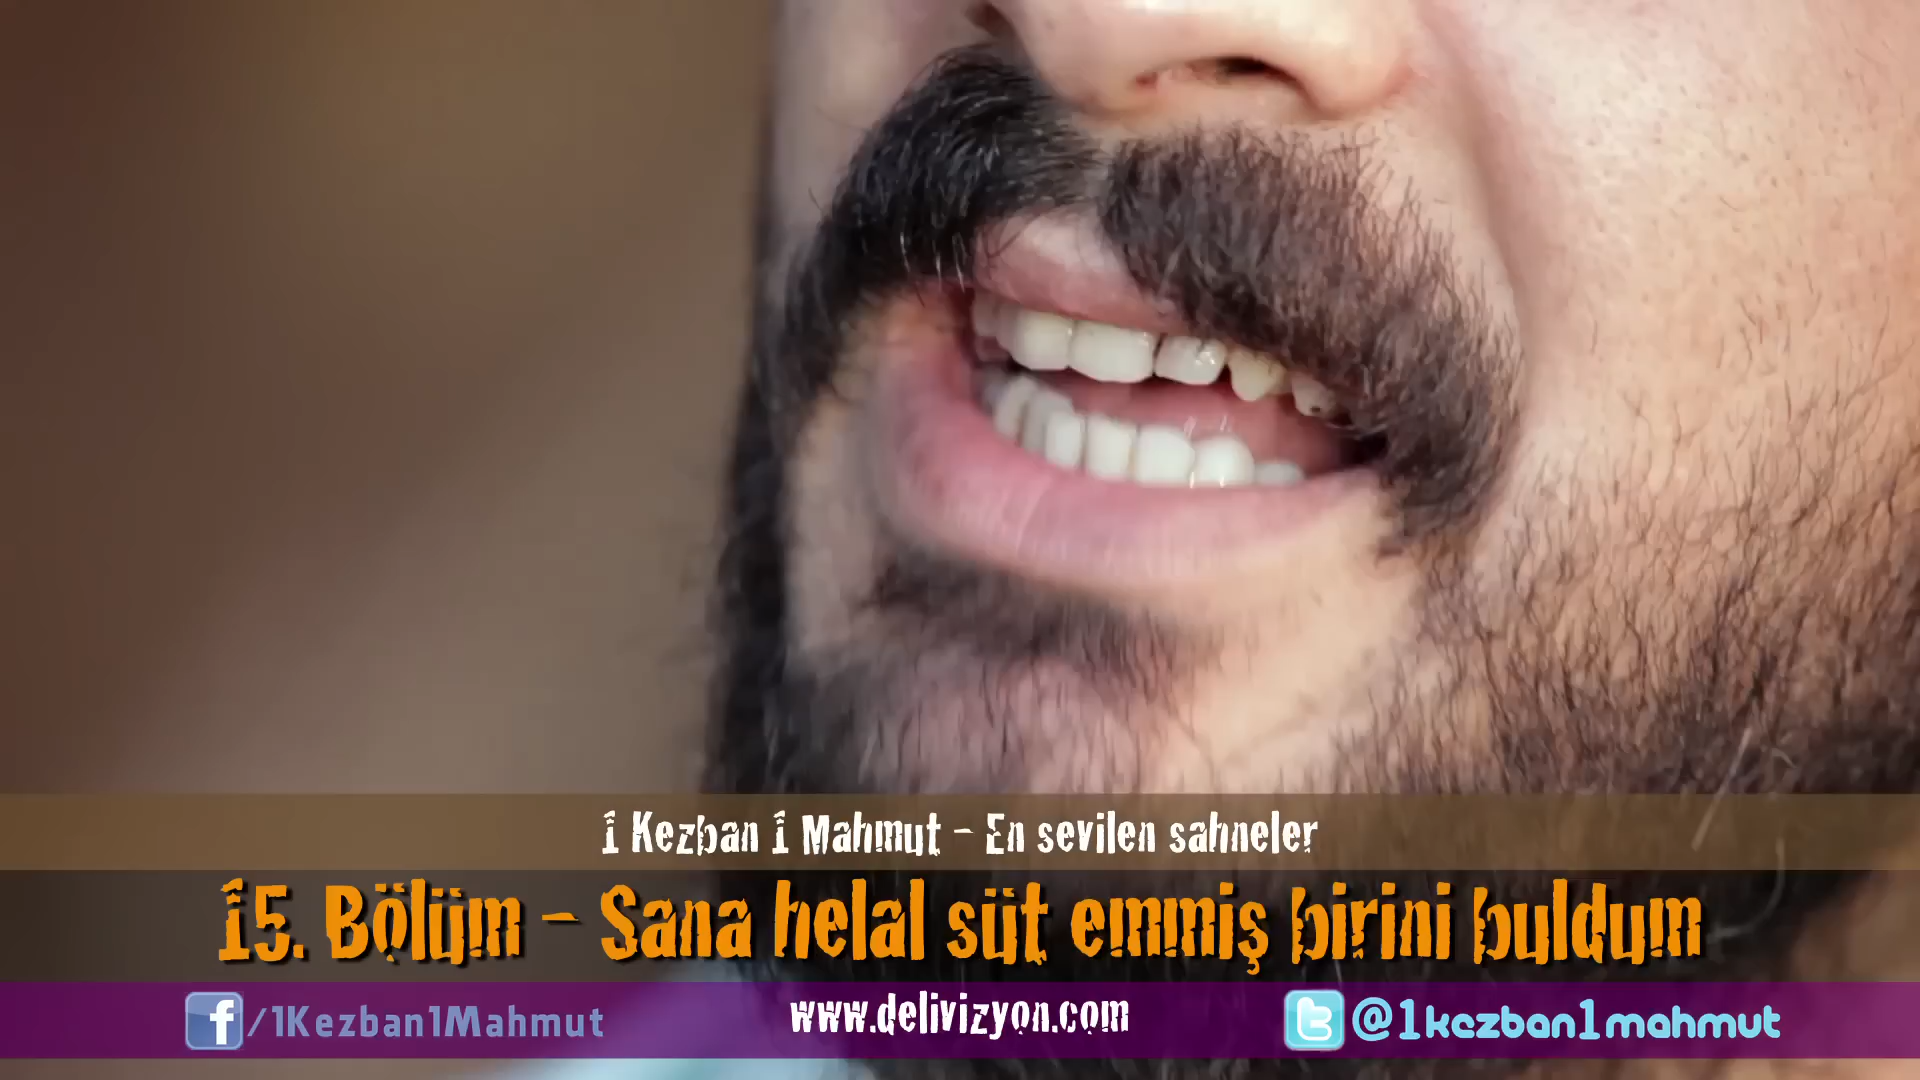 1 Kezban 1 Mahmut - En sevilen sahneler
15. Bölüm - Sana helal süt emmiş birini buldum
f/1Kezban1Mahmut www.delivizyon.com t @1kezban1mahmut